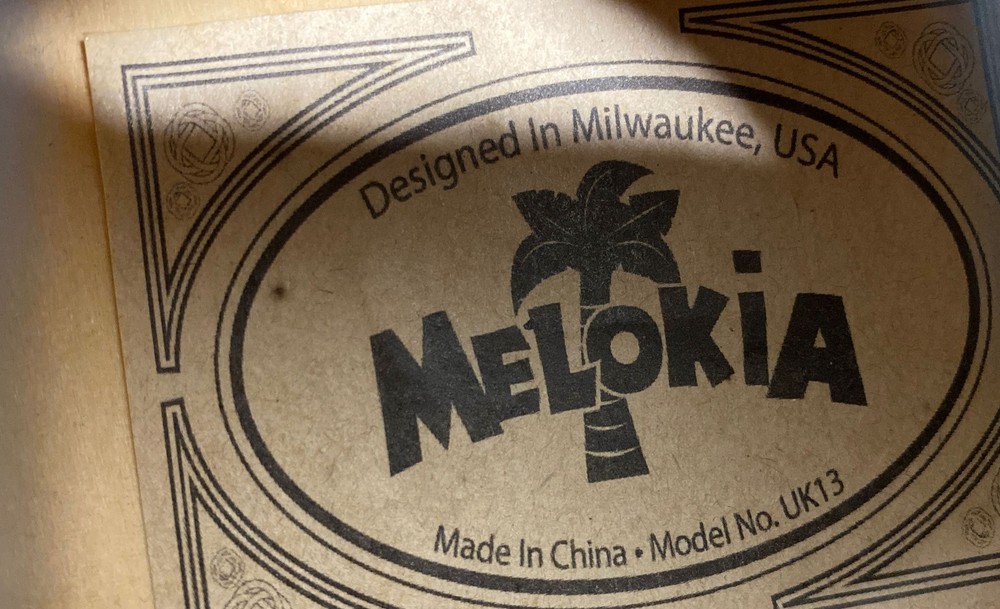 Designed In Milwaukee, USA
MELOKiA
Made In China • Model No. UK13